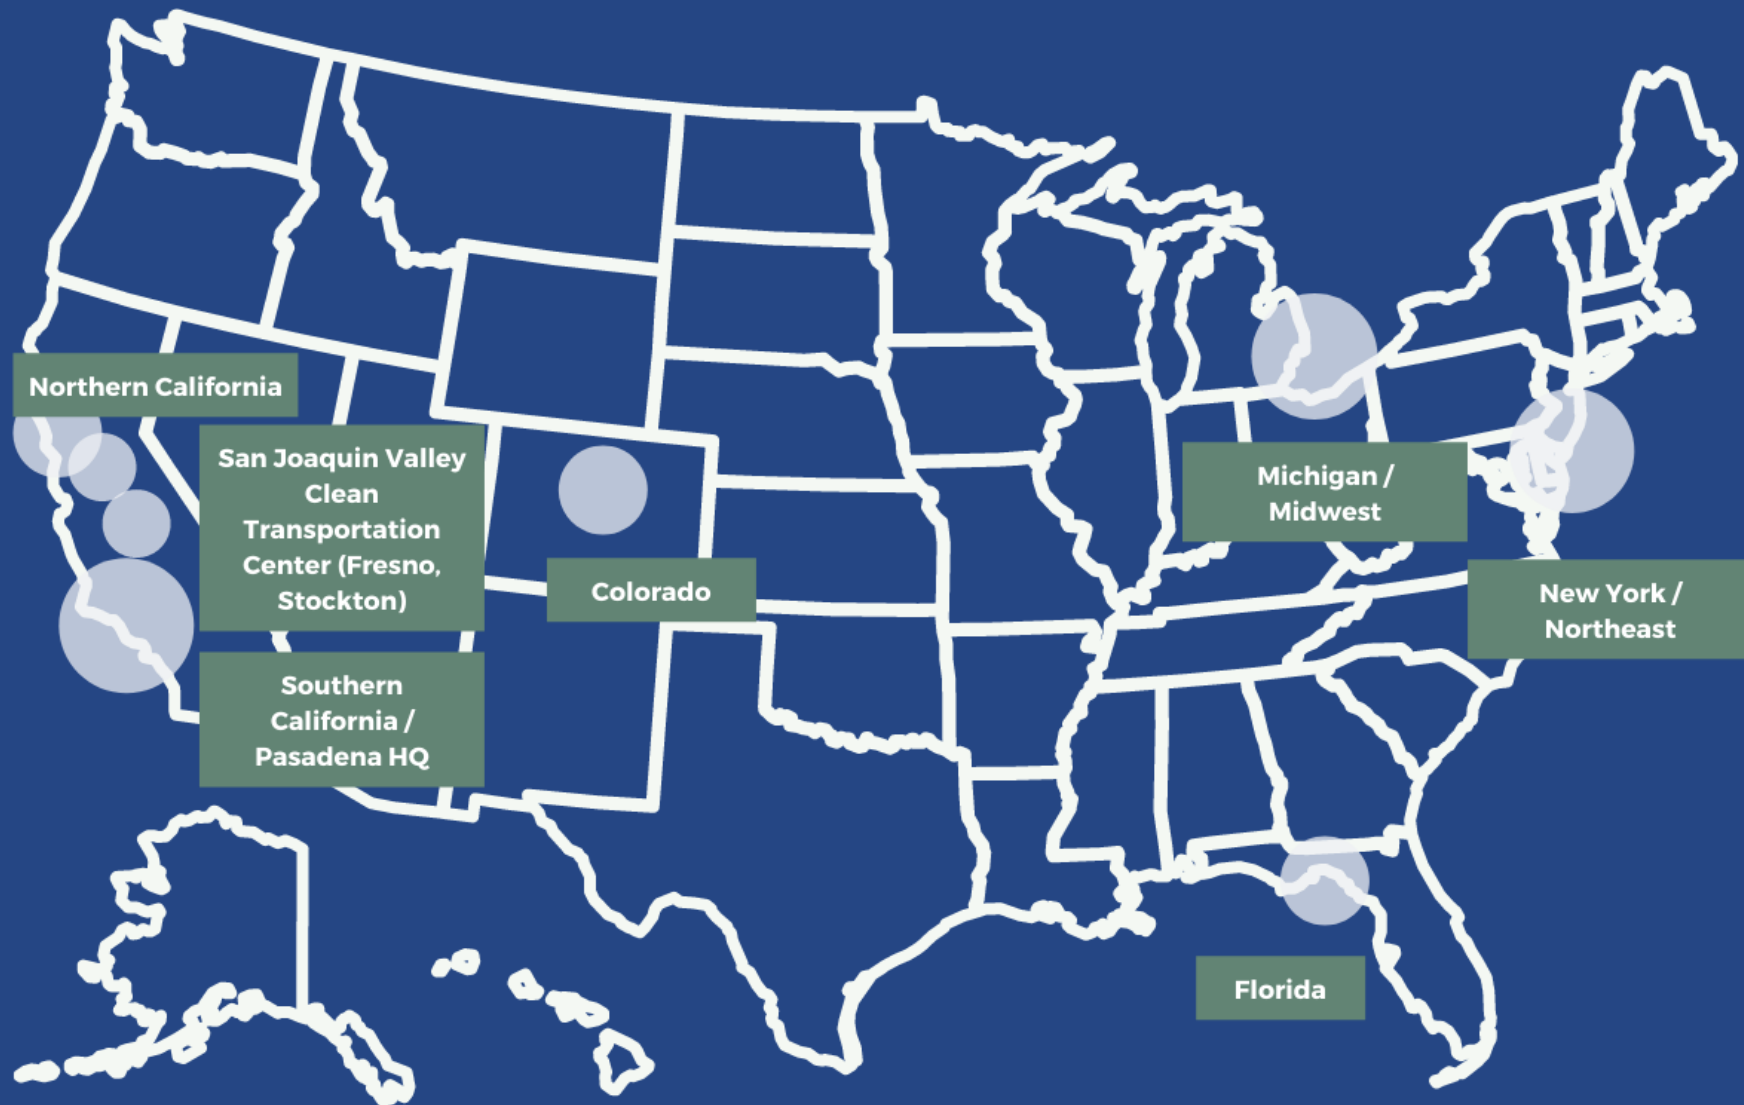 Northern California
San Joaquin Valley
Clean
Transportation
Center (Fresno,
Stockton)
Southern
California /
Pasadena HQ
Colorado
Michigan /
Midwest
New York /
Northeast
Florida